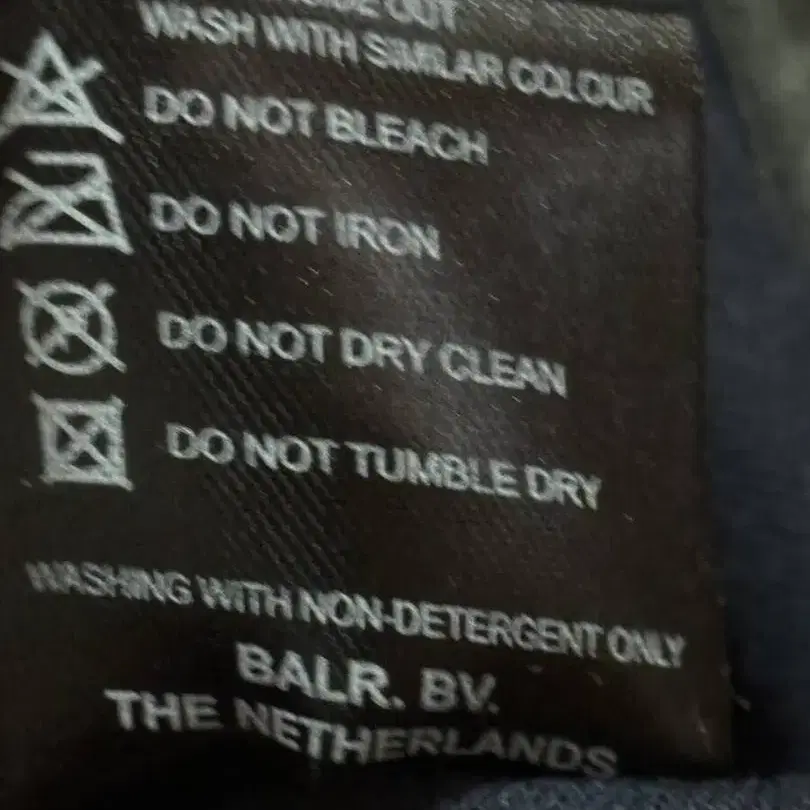 OUT
WASH WITH SIMILAR COLOUR
DO NOT BLEACH
DO NOT IRON
DO NOT DRY CLEAN
DO NOT TUMBLE DRY
WASHING WITH NON-DETERGENT ONLY
BALR. BV.
THE NETHERLANDS